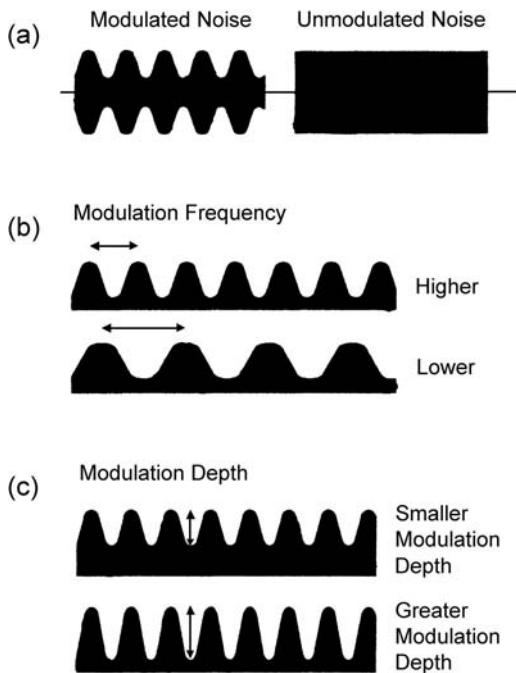 (a)
Modulated Noise
Unmodulated Noise
(b)
Modulation Frequency
Higher
Lower
(c)
Modulation Depth
Smaller
Modulation
Depth
Greater
Modulation
Depth